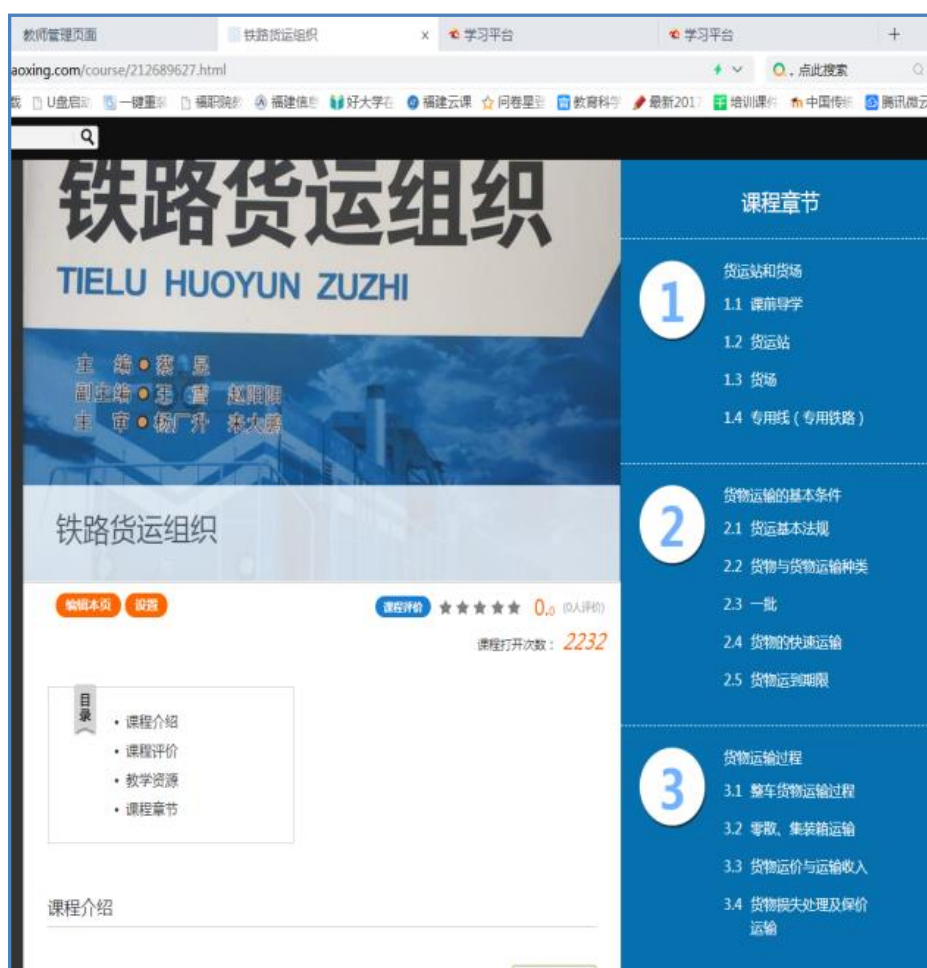 教师管理页面
铁路货运组织
学习平台
学习平台
aoxing.com/course/212689627.html
点此搜索
U盘启动
一键重
福职院
福建信息
好大学在
福建云课
问卷星
教育科学
最新2017
培训课件
中国传统
腾讯微云
铁路货运组织
TIELU HUOYUN ZUZHI
主 编●蔡 昱
副主编●王 雪 赵阳阳
主 审●杨厂升 来大鹏
铁路货运组织
编辑本页 设置
课程评价 0.0 (0人评价)
课程打开次数: 2232
目录
• 课程介绍
• 课程评价
• 教学资源
• 课程章节
课程介绍
课程章节
1
货运站和货场
1.1 课前导学
1.2 货运站
1.3 货场
1.4 专用线(专用铁路)
2
货物运输的基本条件
2.1 货运基本法规
2.2 货物与货物运输种类
2.3 一批
2.4 货物的快速运输
2.5 货物运到期限
3
货物运输过程
3.1 整车货物运输过程
3.2 零散、集装箱运输
3.3 货物运价与运输收入
3.4 货物损失处理及保价
运输